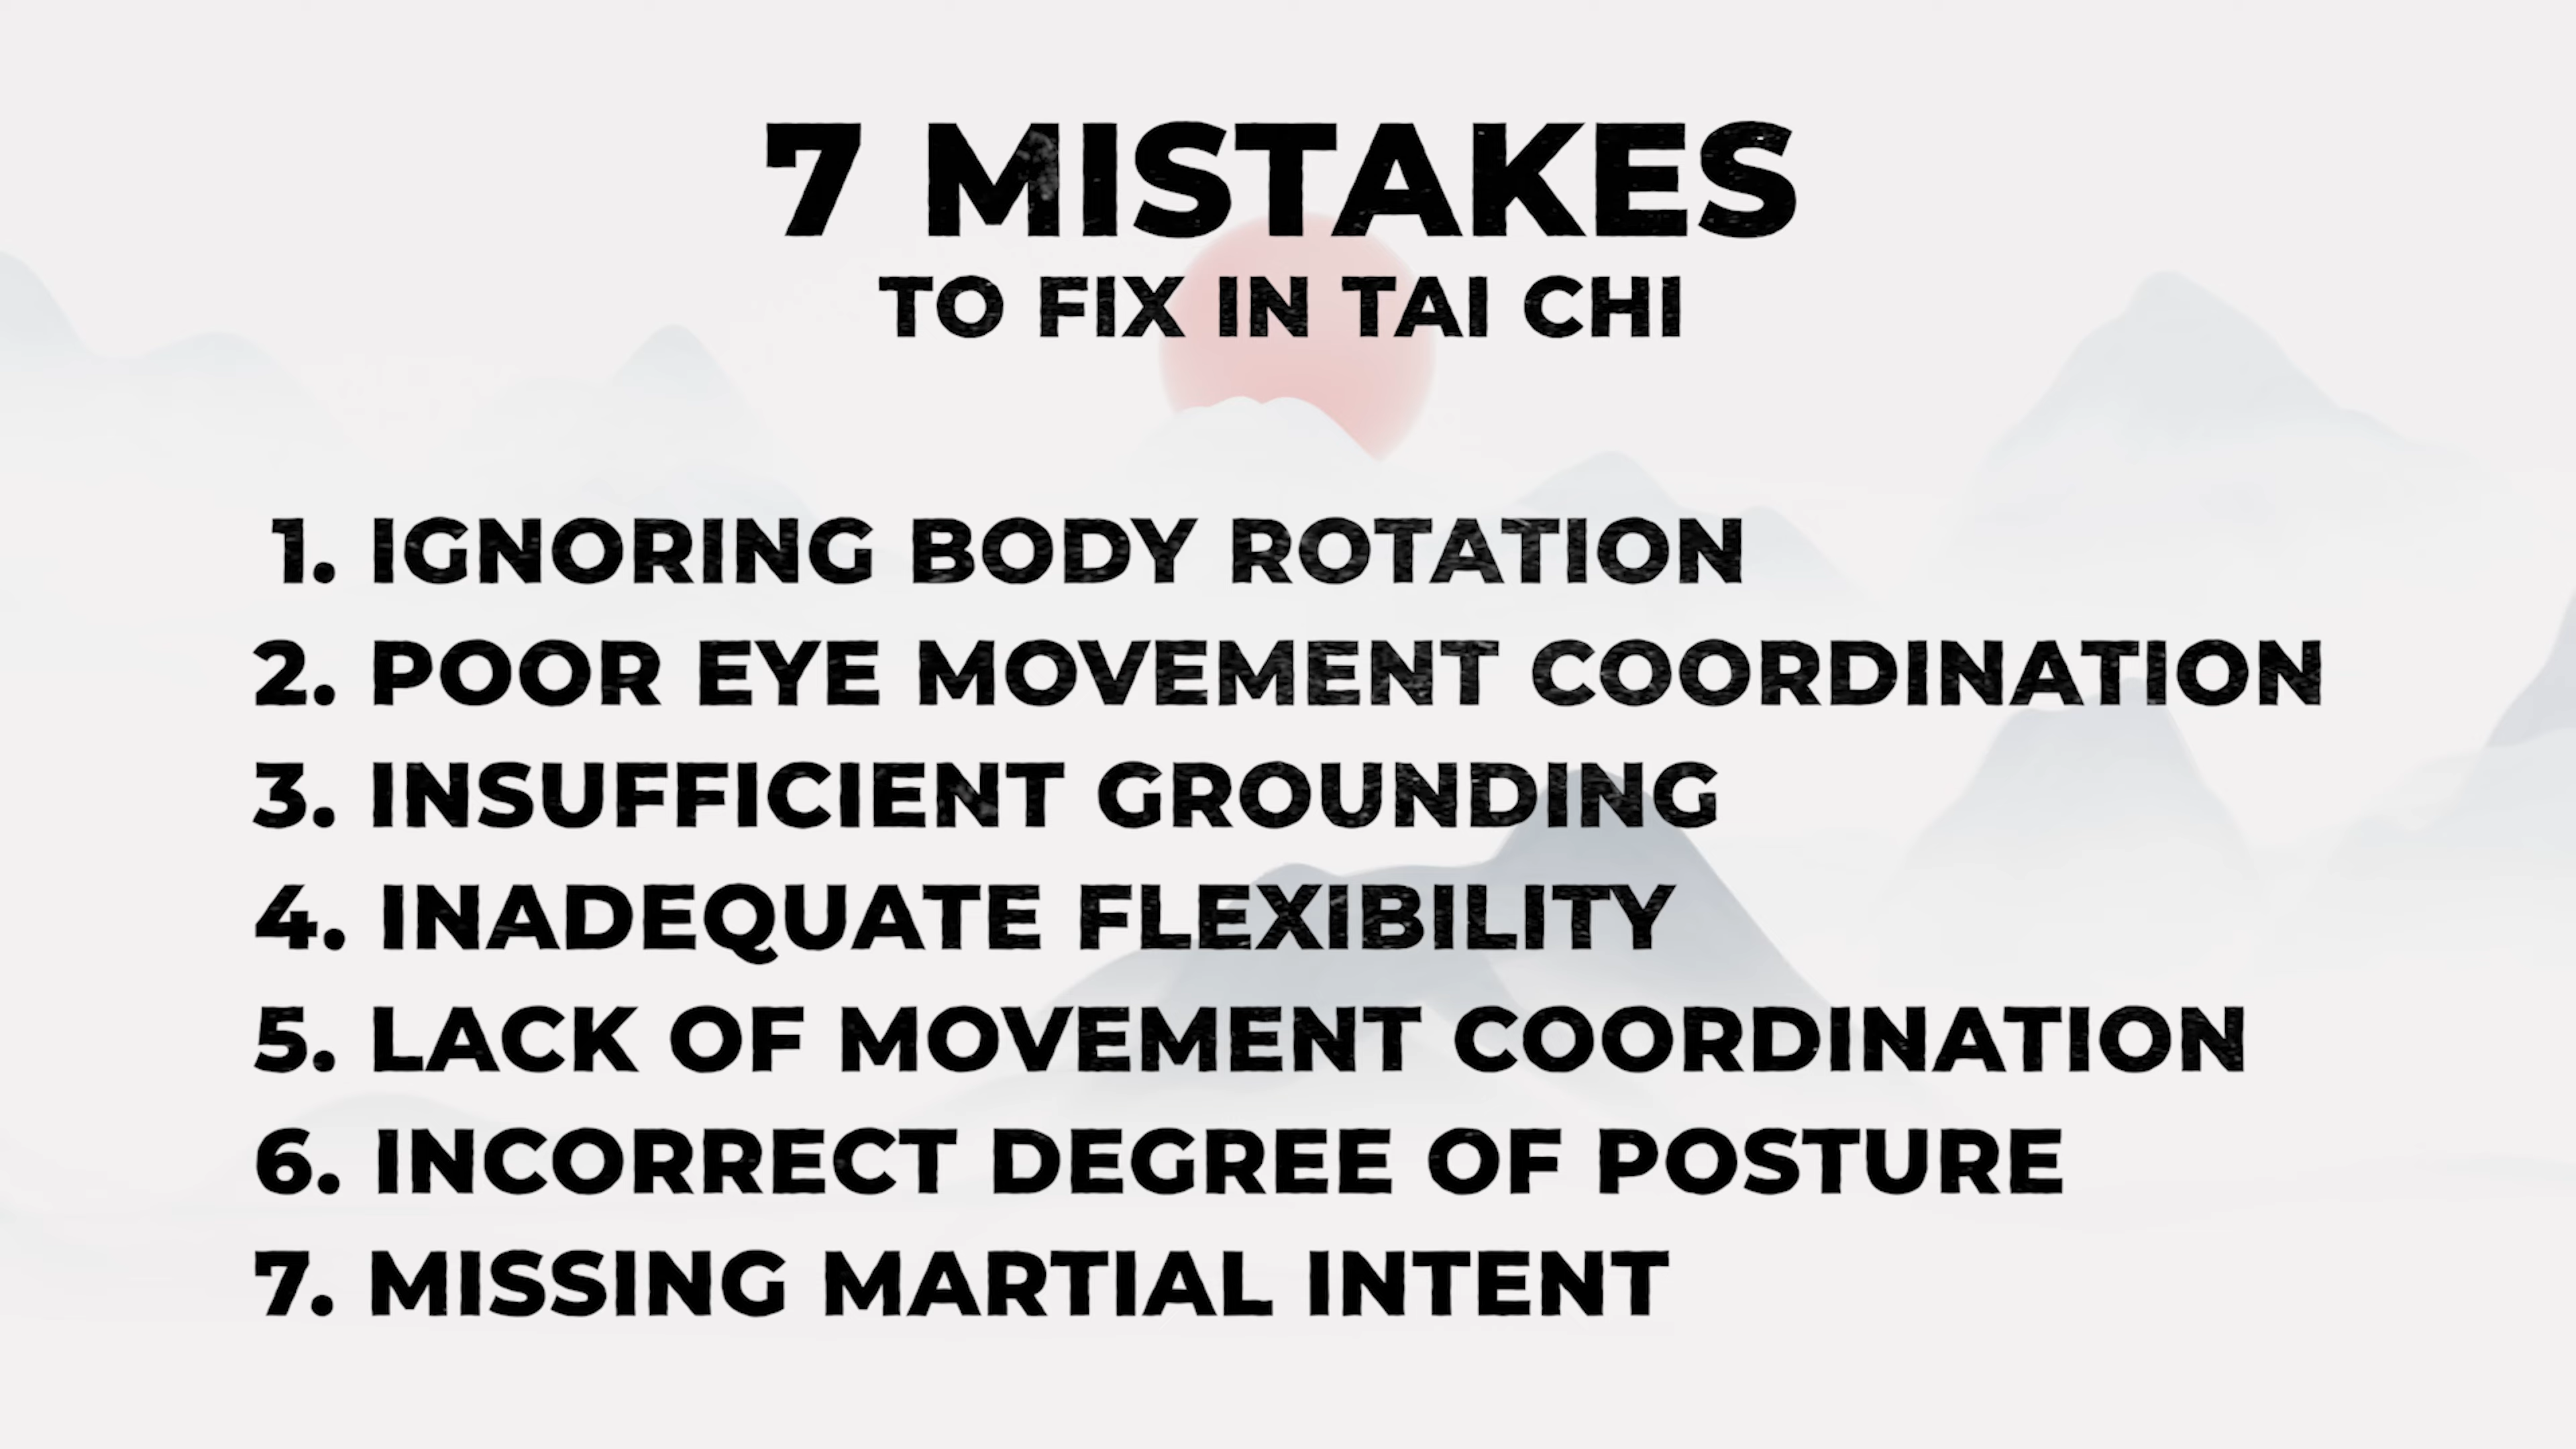 7 MISTAKES
TO FIX IN TAI CHI
1. IGNORING BODY ROTATION
2. POOR EYE MOVEMENT COORDINATION
3. INSUFFICIENT GROUNDING
4. INADEQUATE FLEXIBILITY
5. LACK OF MOVEMENT COORDINATION
6. INCORRECT DEGREE OF POSTURE
7. MISSING MARTIAL INTENT